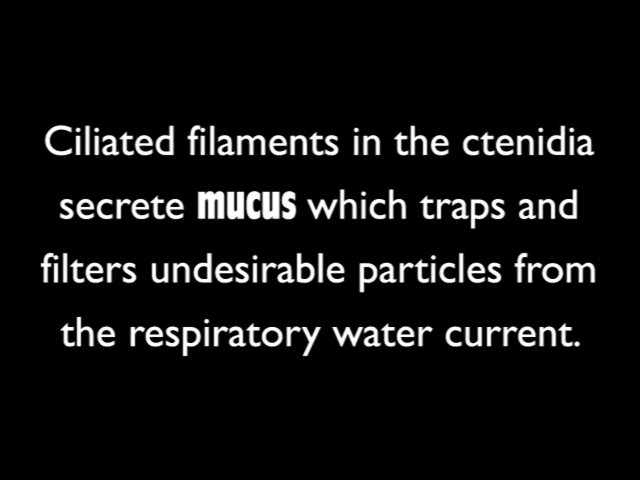 Ciliated filaments in the ctenidia
secrete mucus which traps and
filters undesirable particles from
the respiratory water current.